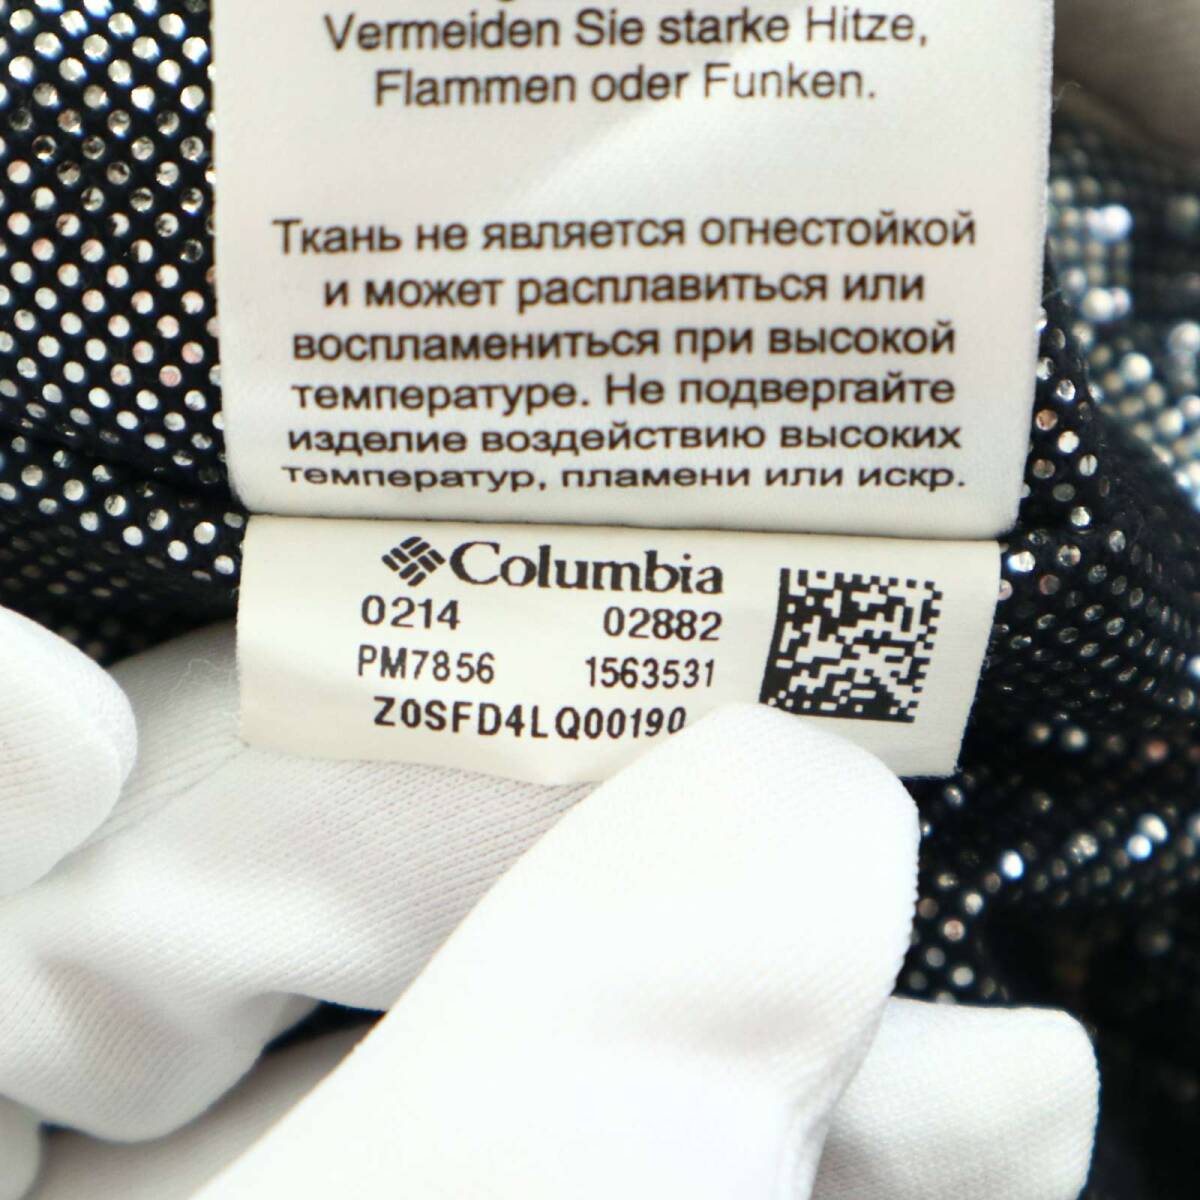 Vermeiden Sie starke Hitze,
Flammen oder Funken.
Ткань не является огнестойкой
и может расплавиться или
воспламениться при высокой
температуре. Не подвергайте
изделие воздействию высоких
температур, пламени или искр.
Columbia
0214 02882
PM7856 1563531
Z0SFD4LQ00190